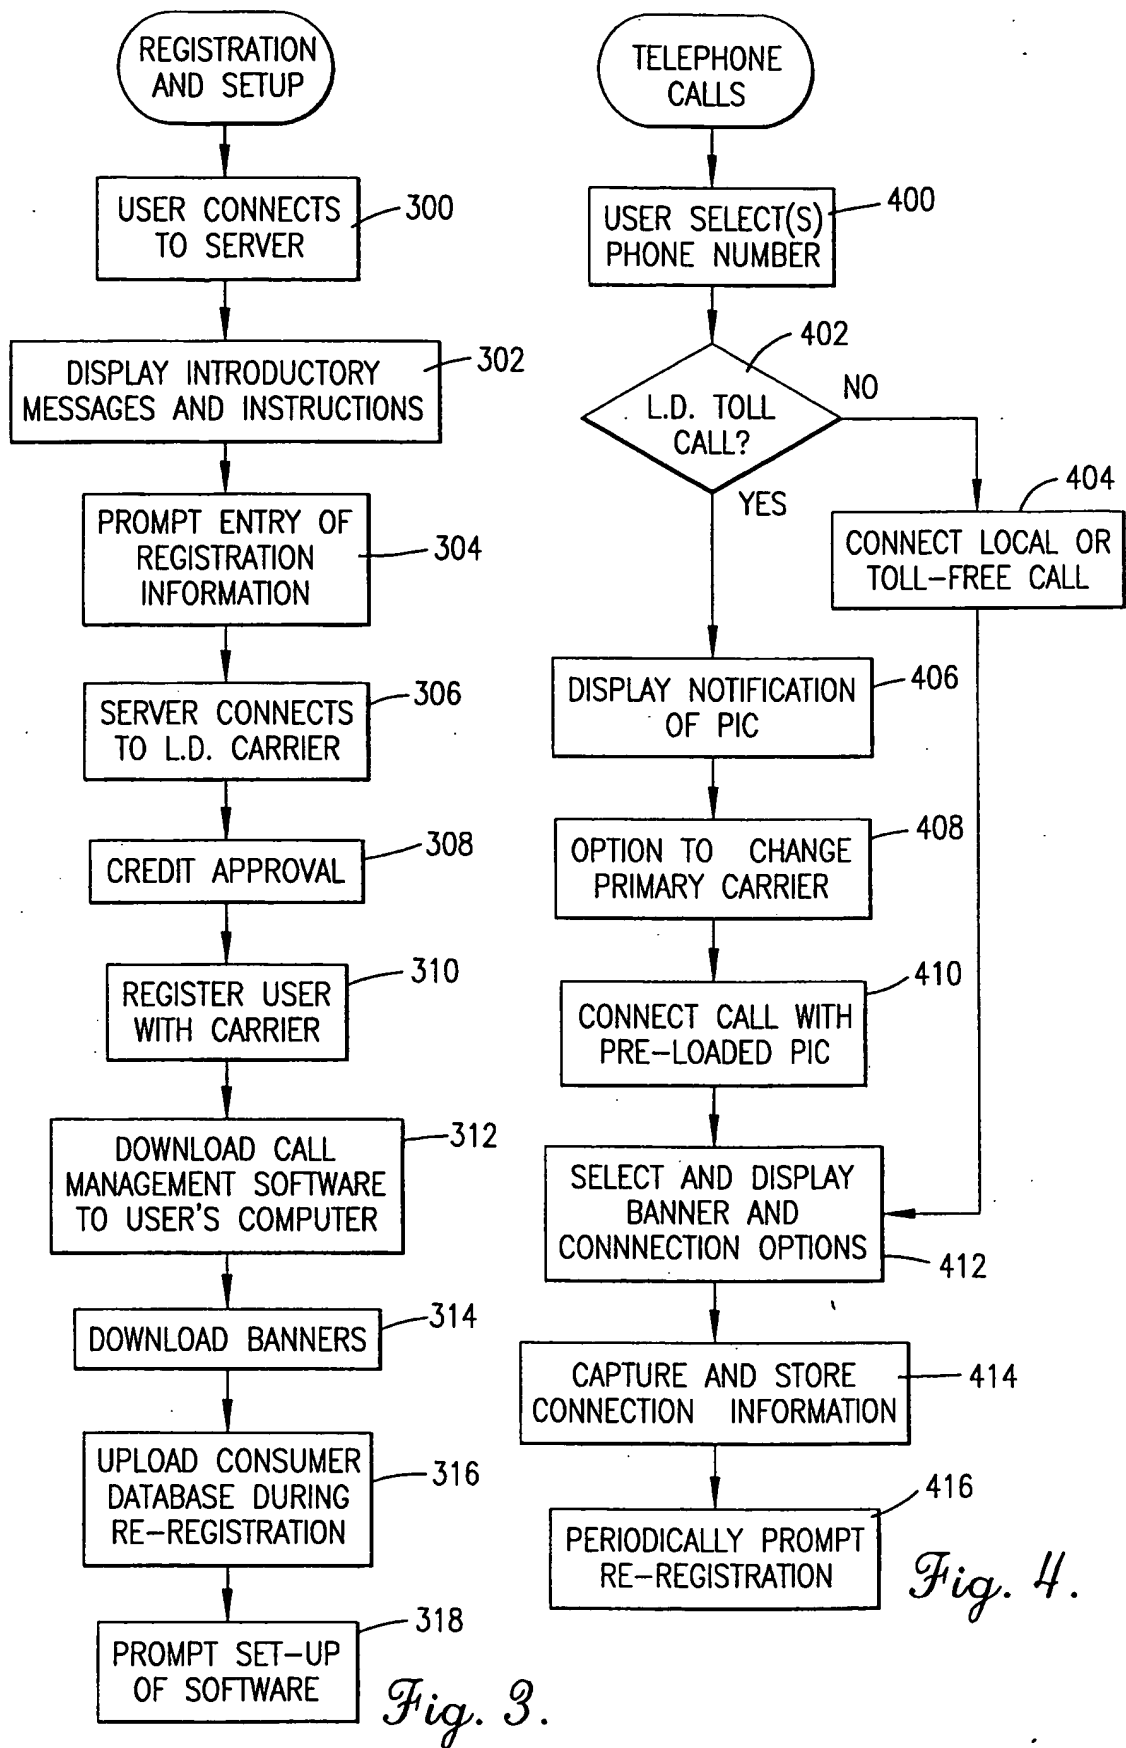 REGISTRATION
AND SETUP
USER CONNECTS
TO SERVER
300
DISPLAY INTRODUCTORY
MESSAGES AND INSTRUCTIONS
302
PROMPT ENTRY OF
REGISTRATION
INFORMATION
304
SERVER CONNECTS
TO L.D. CARRIER
306
CREDIT APPROVAL
308
REGISTER USER
WITH CARRIER
310
DOWNLOAD CALL
MANAGEMENT SOFTWARE
TO USER'S COMPUTER
312
DOWNLOAD BANNERS
314
UPLOAD CONSUMER
DATABASE DURING
RE-REGISTRATION
316
PROMPT SET-UP
OF SOFTWARE
318
Fig. 3.
TELEPHONE
CALLS
USER SELECT(S)
PHONE NUMBER
400
L.D. TOLL
CALL?
402
NO
YES
CONNECT LOCAL OR
TOLL-FREE CALL
404
DISPLAY NOTIFICATION
OF PIC
406
OPTION TO CHANGE
PRIMARY CARRIER
408
CONNECT CALL WITH
PRE-LOADED PIC
410
SELECT AND DISPLAY
BANNER AND
CONNNECTION OPTIONS
412
CAPTURE AND STORE
CONNECTION INFORMATION
414
PERIODICALLY PROMPT
RE-REGISTRATION
416
Fig. 4.